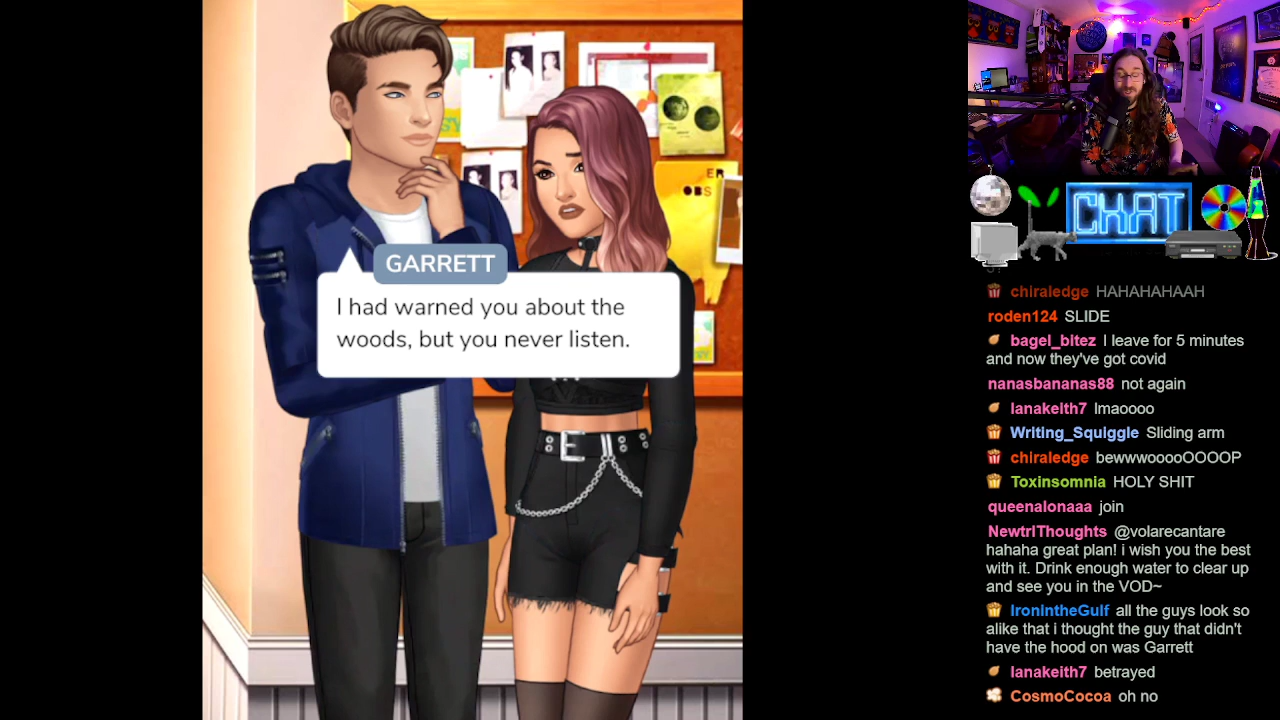 GARRETT
I had warned you about the
woods, but you never listen.
ER
OBS
CHAT
chiraledge HAHAHAHAAH
roden124 SLIDE
bagel_bitez I leave for 5 minutes
and now they've got covid
nanasbananas88 not again
lanakeith7 lmaoooo
Writing_Squiggle Sliding arm
chiraledge bewwwooooOOOOP
Toxinsomnia HOLY SHIT
queenalonaaa join
NewtrlThoughts @volarecantare
hahaha great plan! i wish you the best
with it. Drink enough water to clear up
and see you in the VOD~
IronIntheGulf all the guys look so
alike that i thought the guy that didn't
have the hood on was Garrett
lanakeith7 betrayed
CosmoCocoa oh no